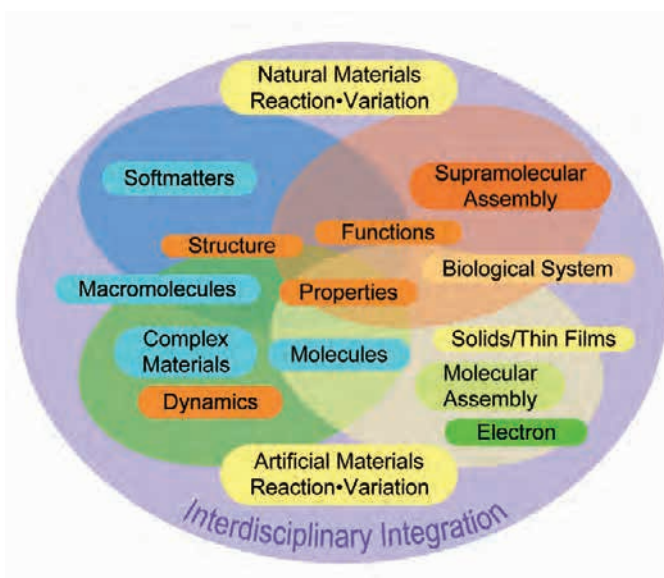 Natural Materials
Reaction•Variation
Softmatters
Supramolecular
Assembly
Functions
Structure
Biological System
Macromolecules
Properties
Solids/Thin Films
Complex
Materials
Molecules
Molecular
Assembly
Dynamics
Electron
Artificial Materials
Reaction•Variation
Interdisciplinary Integration